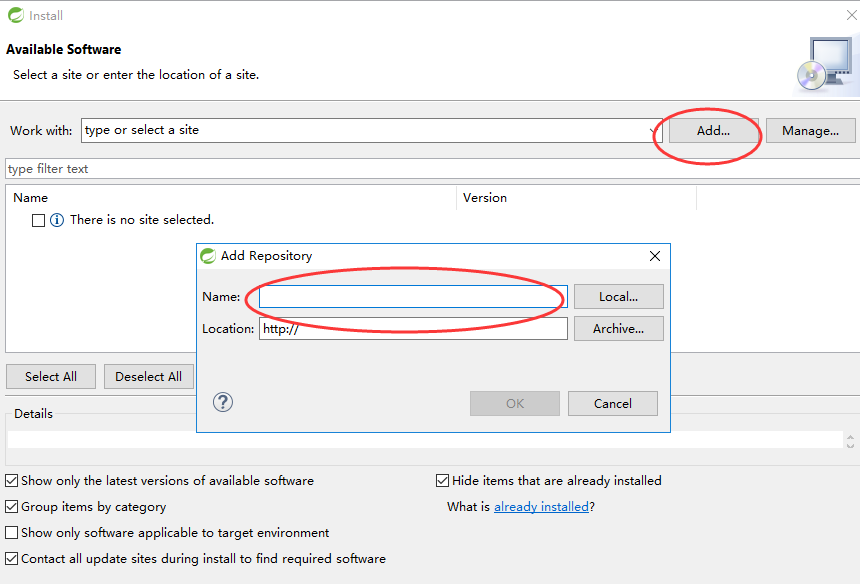 Install
Available Software
Select a site or enter the location of a site.
Work with: type or select a site Add... Manage...
type filter text
Name Version
There is no site selected.
Add Repository
Name: Local...
Location: http:// Archive...
Select All Deselect All
? OK Cancel
Details
Show only the latest versions of available software Hide items that are already installed
Group items by category What is already installed?
Show only software applicable to target environment
Contact all update sites during install to find required software